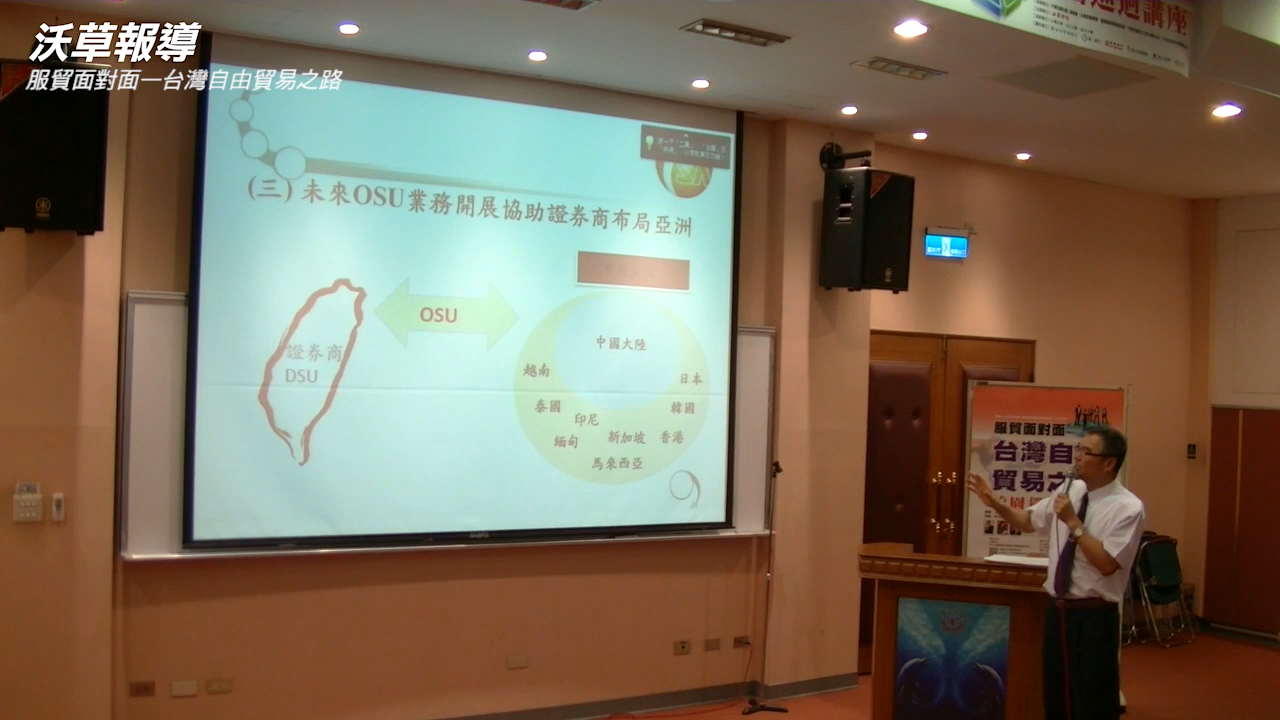 沃草報導
服貿面對面—台灣自由貿易之路
巡迴講座
(三) 未來OSU業務開展協助證券商布局亞洲
OSU
證券商
DSU
中國大陸
越南
日本
泰國
韓國
印尼
緬甸
新加坡
香港
馬來西亞
服貿面對面
台灣自
貿易之